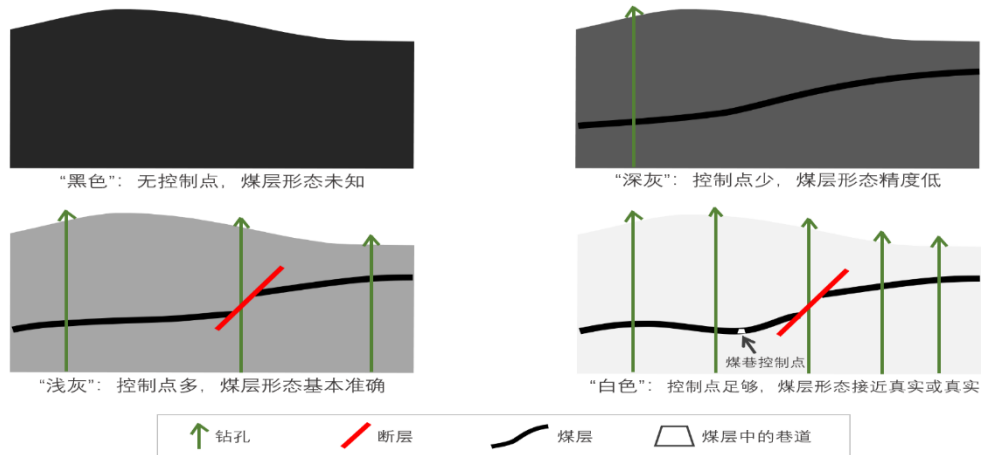 “黑色”：无控制点，煤层形态未知
“深灰”：控制点少，煤层形态精度低
“浅灰”：控制点多，煤层形态基本准确
煤巷控制点
“白色”：控制点足够，煤层形态接近真实或真实
钻孔
断层
煤层
煤层中的巷道